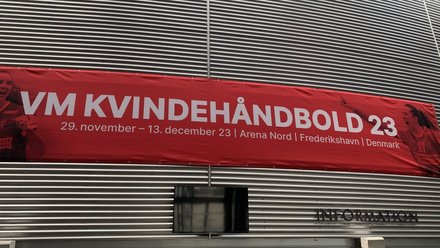 VM KVINDEHÅNDBOLD 23
29. november – 13. december 23 | Arena Nord | Frederikshavn | Denmark
INFORMATION